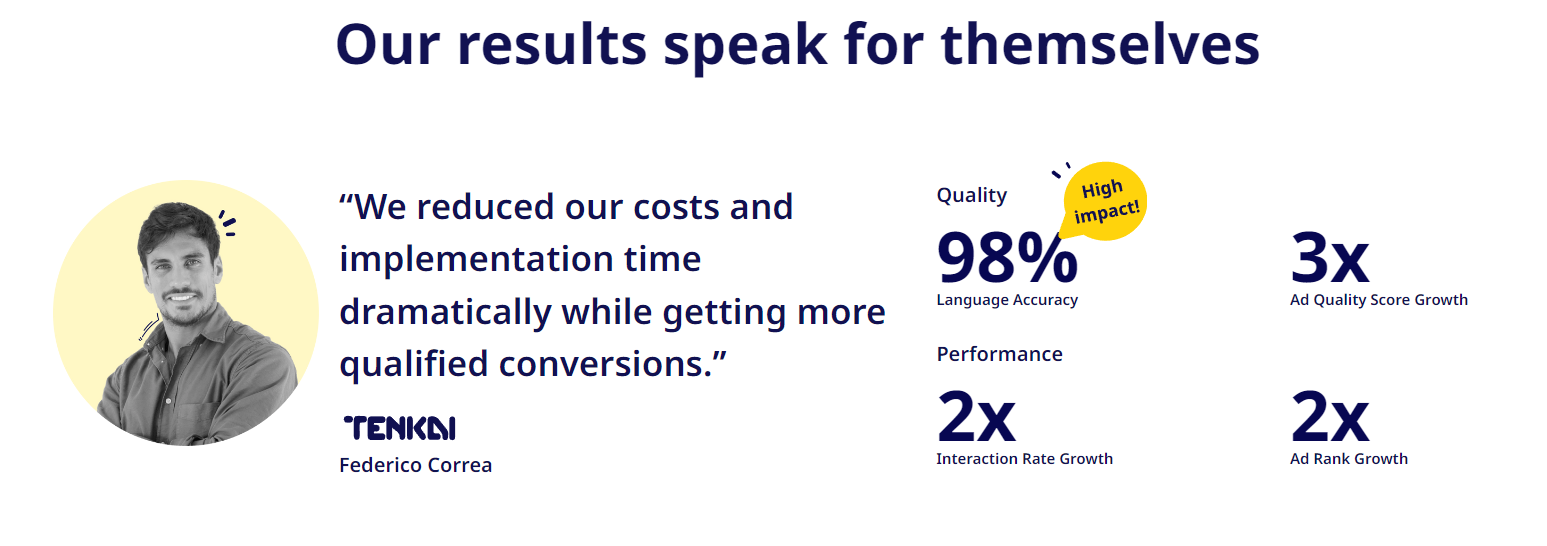 Our results speak for themselves
“We reduced our costs and
implementation time
dramatically while getting more
qualified conversions.”
TENKAI
Federico Correa
Quality
High
impact!
98%
Language Accuracy
3x
Ad Quality Score Growth
Performance
2x
Interaction Rate Growth
2x
Ad Rank Growth